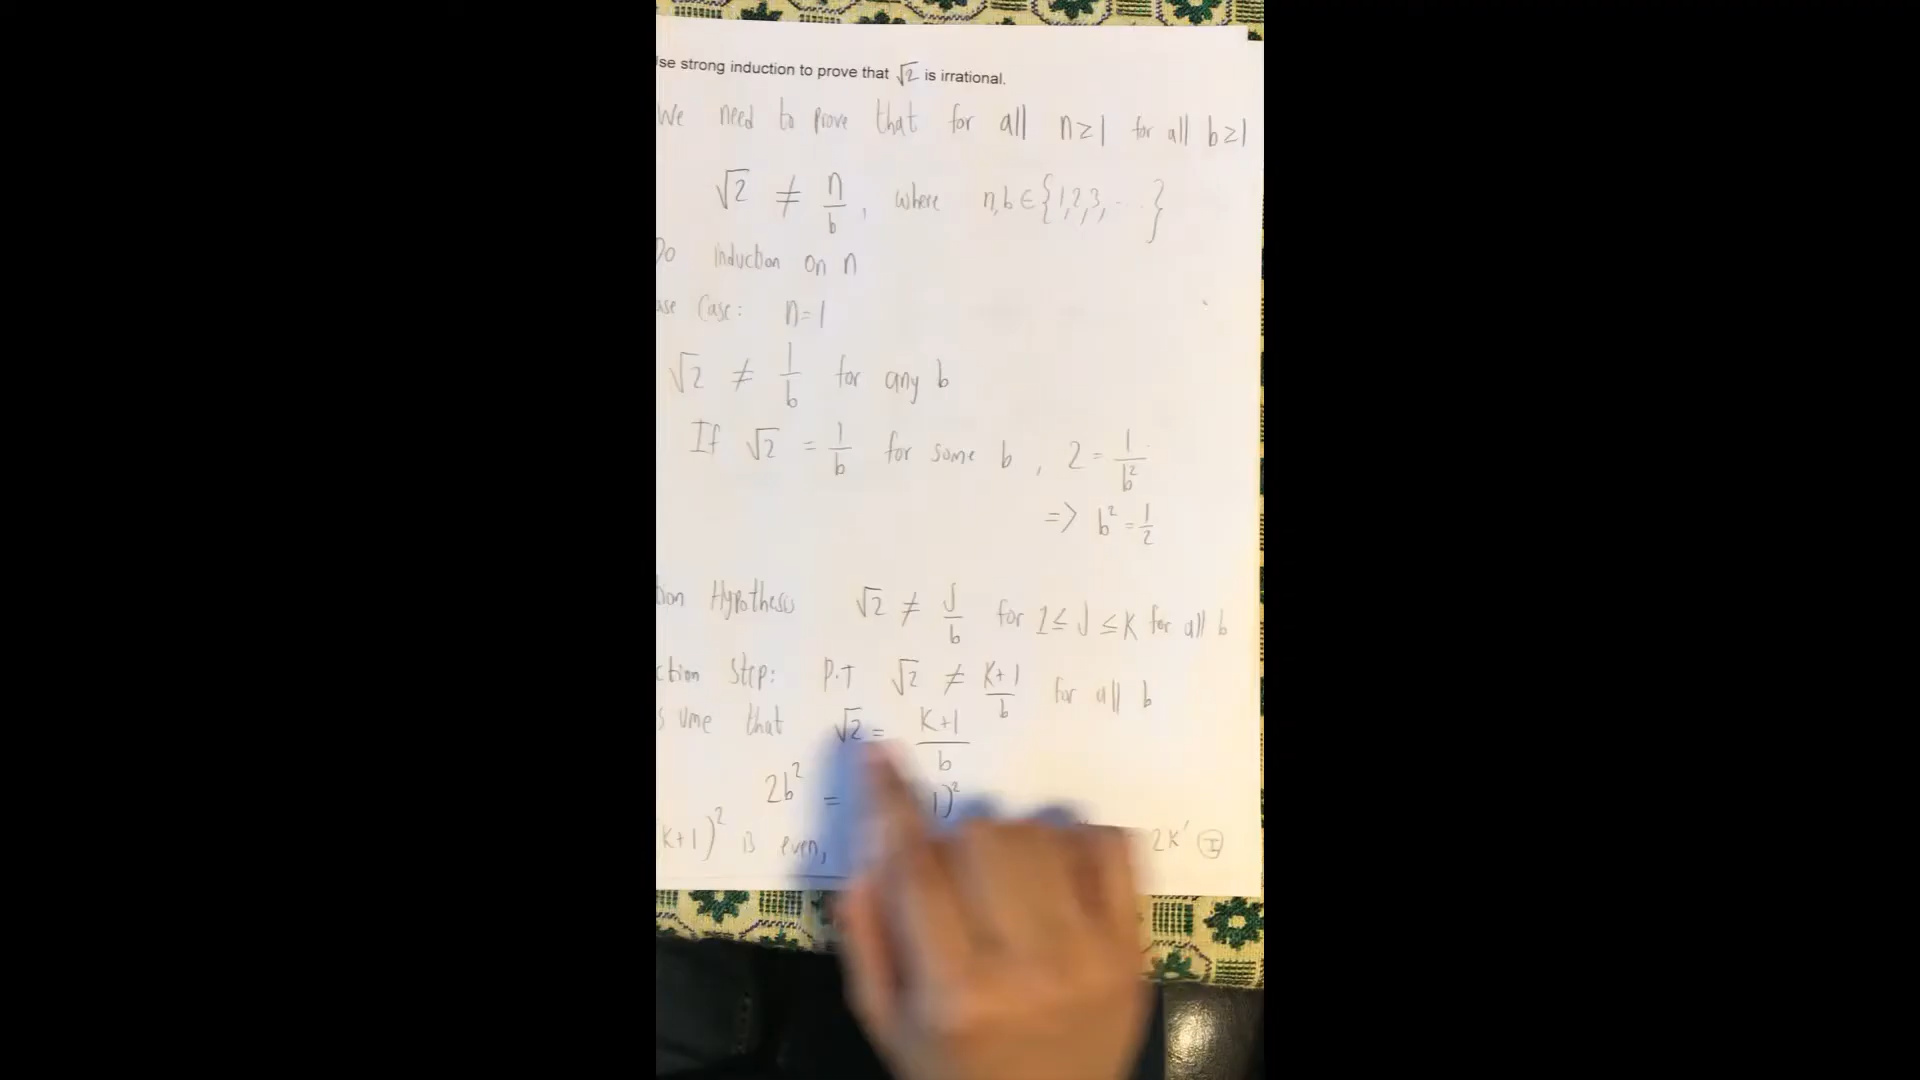 se strong induction to prove that √2 is irrational.
We need to prove that for all n≥1 for all b≥1
√2 ≠ n/b, where n,b ∈ {1,2,3, ....}
Do induction on n
ase Case: n=1
√2 ≠ 1/b for any b
If √2 = 1/b for some b, 2 = 1/b²
=> b² = 1/2
tion Hypothesis √2 ≠ J/b for 1≤ J ≤K for all b
ction Step: P.T √2 ≠ K+1/b for all b
sume that √2 = K+1/b
2b² = 1)²
K+1)² is even, 2K' I